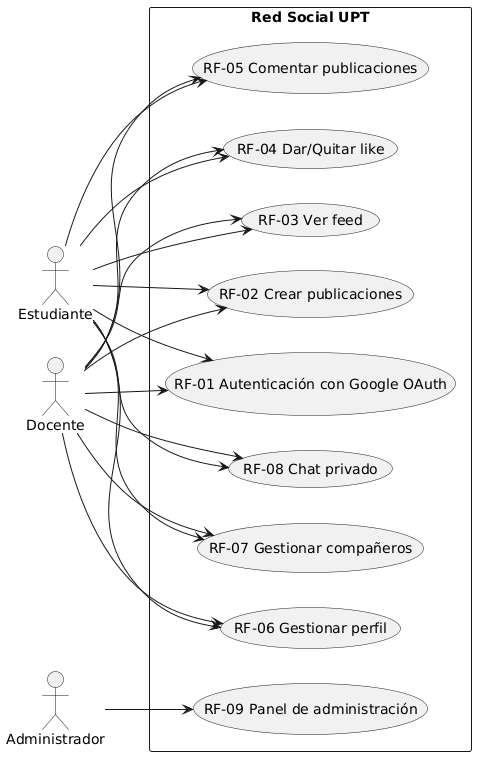 Red Social UPT
RF-05 Comentar publicaciones
RF-04 Dar/Quitar like
RF-03 Ver feed
RF-02 Crear publicaciones
Estudiante
RF-01 Autenticación con Google OAuth
Docente
RF-08 Chat privado
RF-07 Gestionar compañeros
RF-06 Gestionar perfil
RF-09 Panel de administración
Administrador